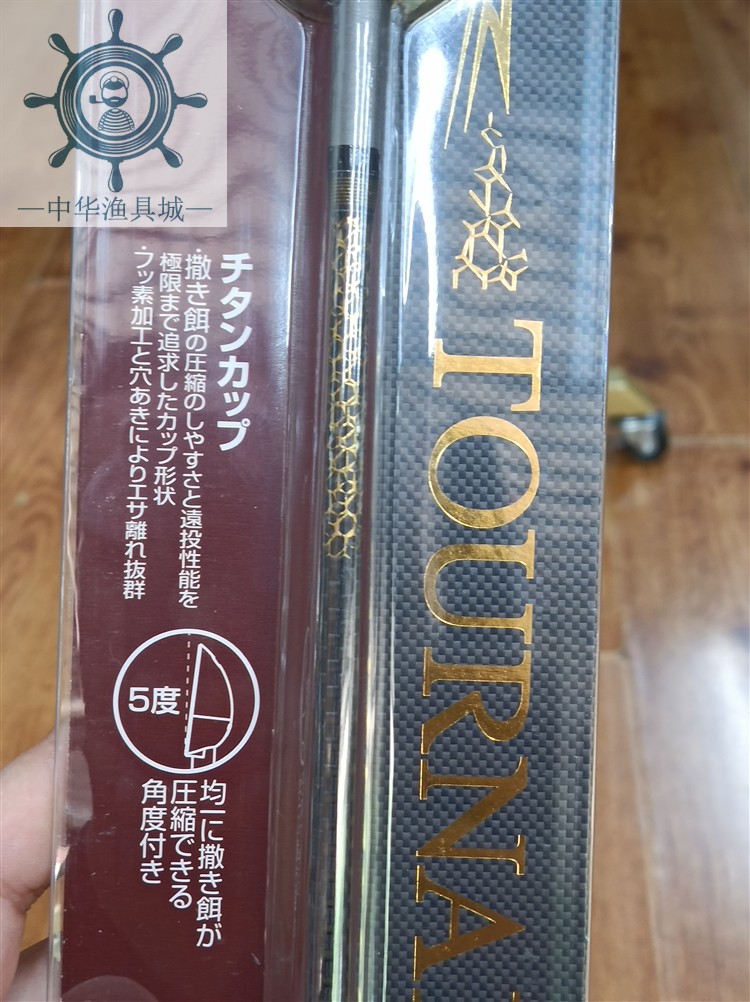 中华渔具城
チタンカップ
・撒き餌の圧縮のしやすさと遠投性能を
極限まで追求したカップ形状
・フッ素加工と穴あきによりエサ離れ抜群
5度
均一に撒き餌が
圧縮できる
角度付き
TOURNA